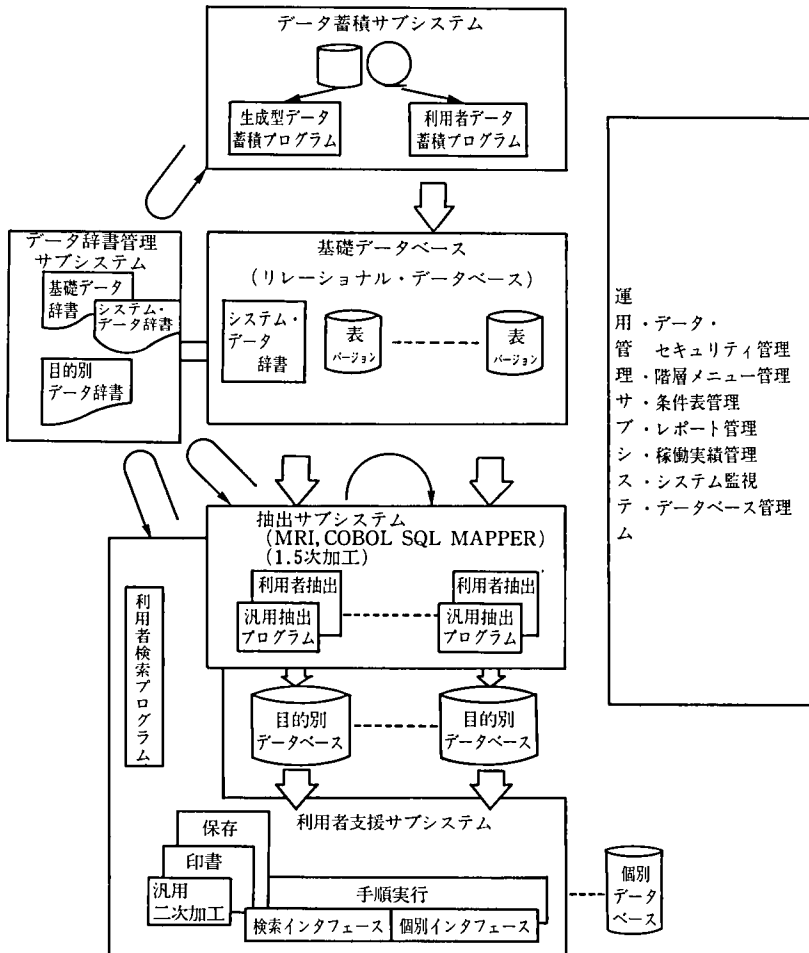 データ蓄積サブシステム
生成型データ
蓄積プログラム
利用者データ
蓄積プログラム
データ辞書管理
サブシステム
基礎データ
辞書
システム・
データ辞書
目的別
データ辞書
基礎データベース
(リレーショナル・データベース)
システム・
データ
辞書
表
バージョン
表
バージョン
抽出サブシステム
(MRI, COBOL SQL MAPPER)
(1.5次加工)
利用者抽出
汎用抽出
プログラム
利用者抽出
汎用抽出
プログラム
利用者検索プログラム
目的別
データベース
目的別
データベース
利用者支援サブシステム
保存
印書
汎用
二次加工
手順実行
検索インタフェース
個別インタフェース
個別
データ
ベース
運用管理サブシステム
・データ・
セキュリティ管理
・階層メニュー管理
・条件表管理
・レポート管理
・稼働実績管理
・システム監視
・データベース管理